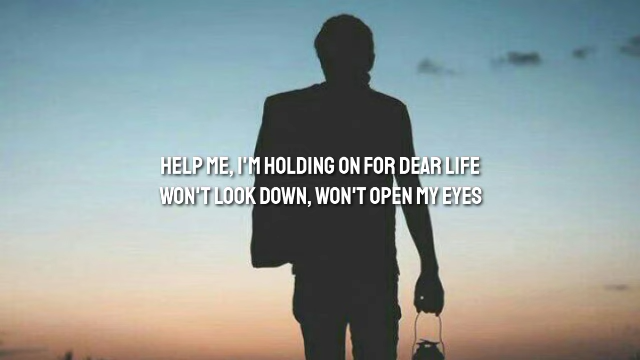 HELP ME, I'M HOLDING ON FOR DEAR LIFE
WON'T LOOK DOWN, WON'T OPEN MY EYES